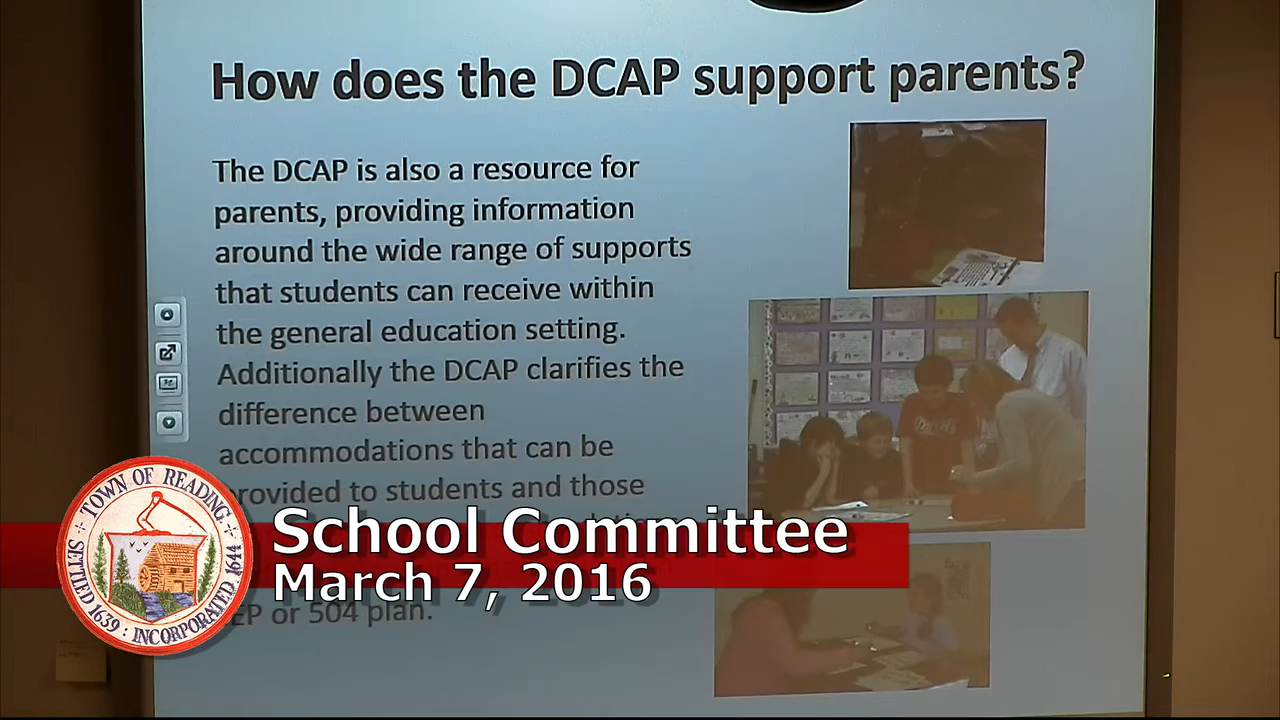 How does the DCAP support parents?
The DCAP is also a resource for
parents, providing information
around the wide range of supports
that students can receive within
the general education setting.
Additionally the DCAP clarifies the
difference between
accommodations that can be
provided to students and those
EP or 504 plan.
TOWN OF READING
SETTLED 1639 : INCORPORATED 1644
School Committee
March 7, 2016